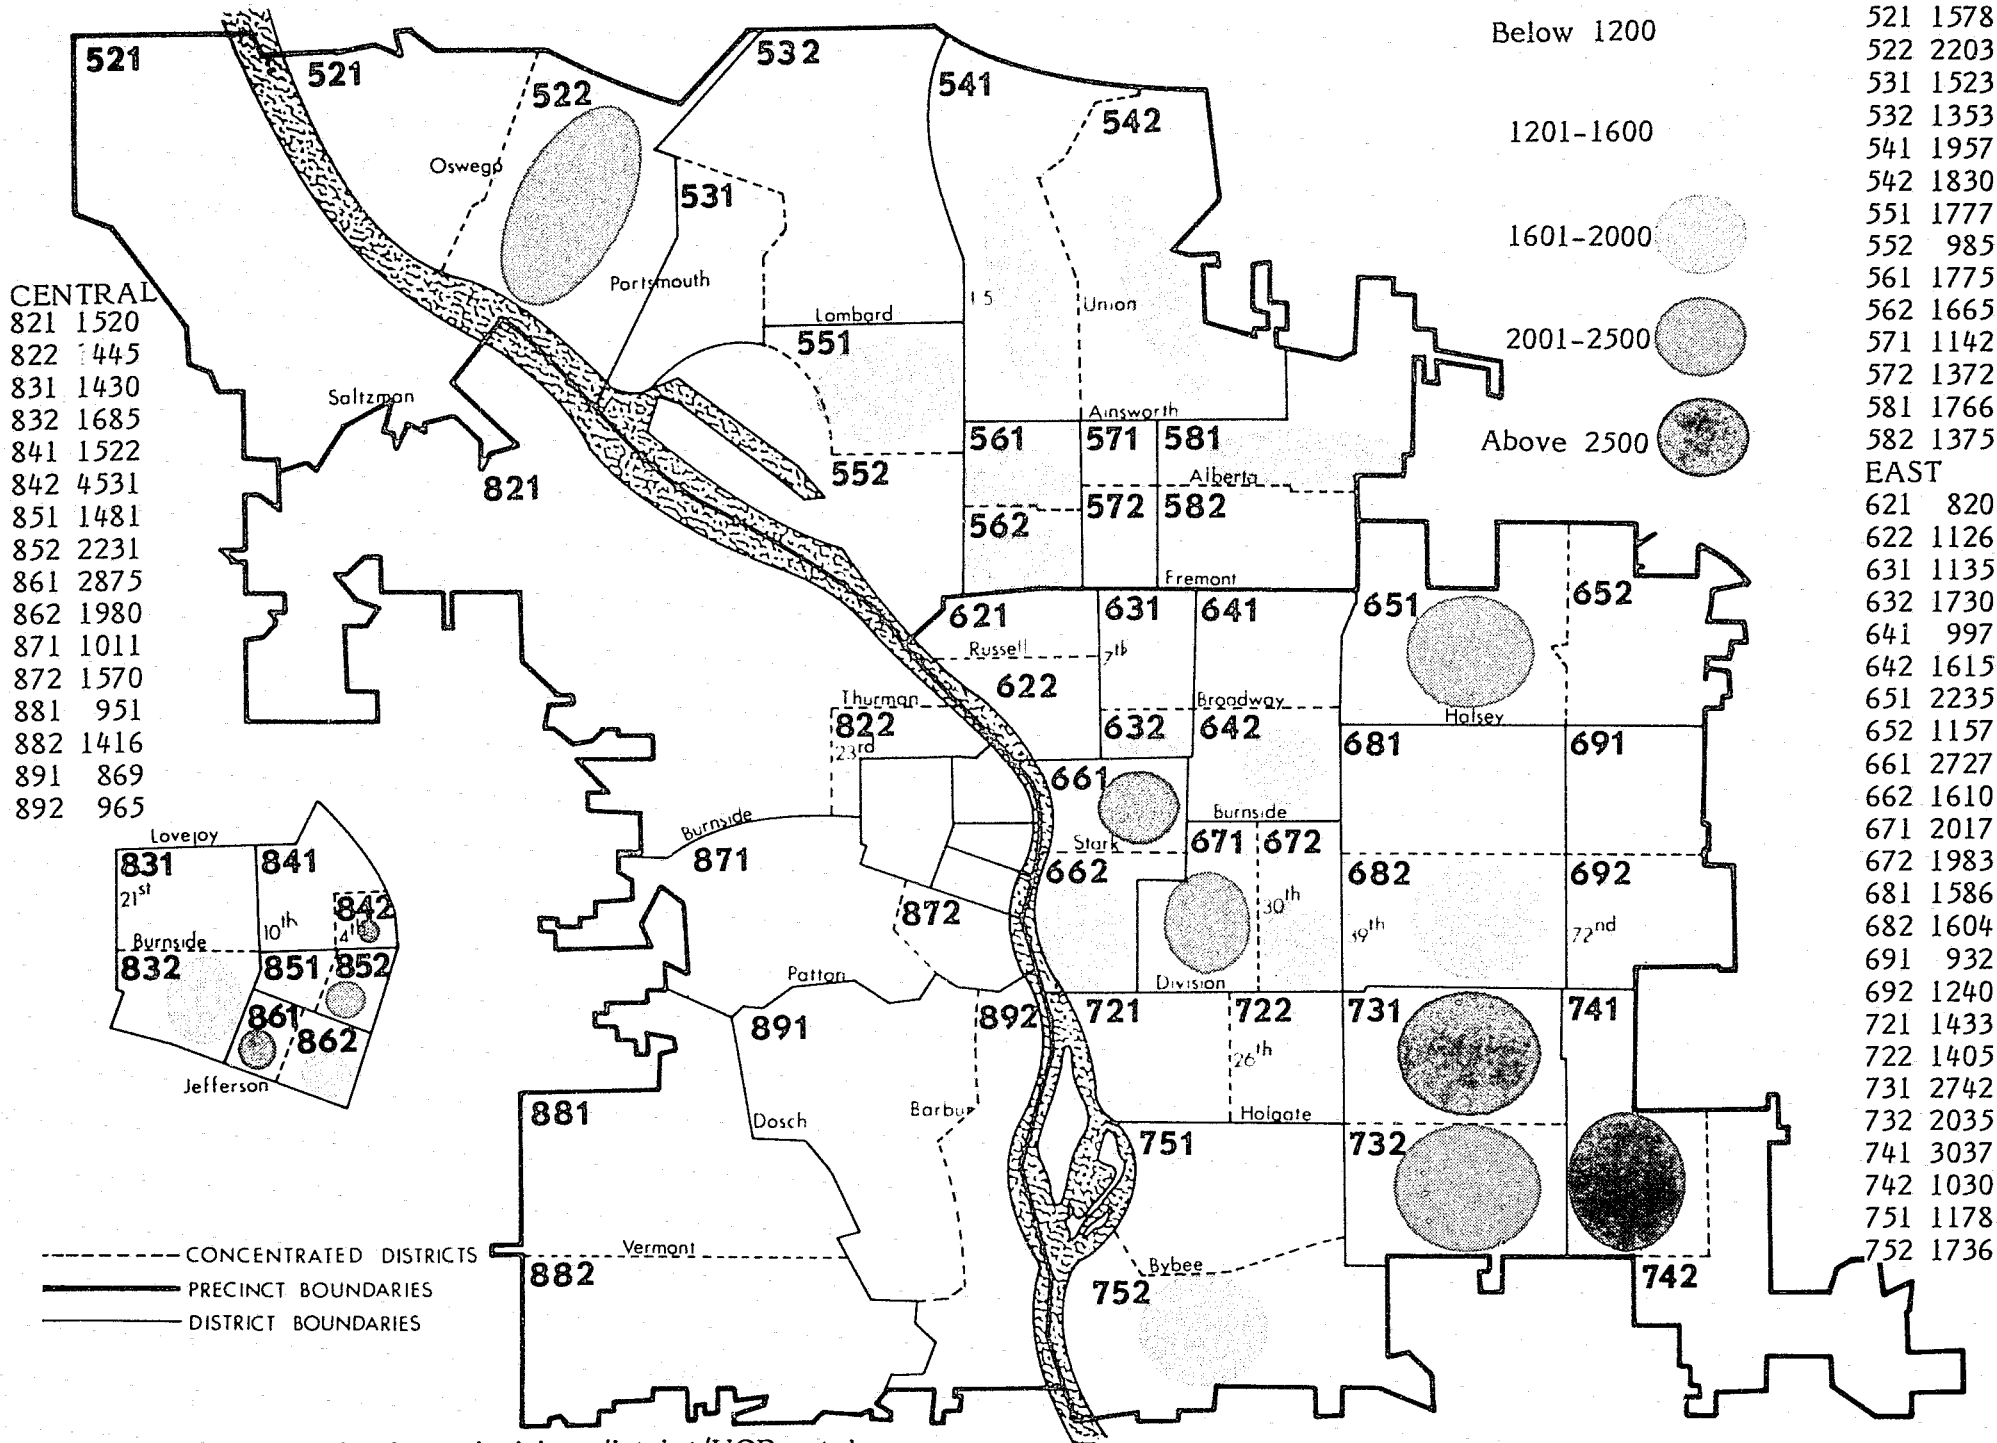 Below 1200
1201-1600
1601-2000
2001-2500
Above 2500
521 1578
522 2203
531 1523
532 1353
541 1957
542 1830
551 1777
552 985
561 1775
562 1665
571 1142
572 1372
581 1766
582 1375
EAST
621 820
622 1126
631 1135
632 1730
641 997
642 1615
651 2235
652 1157
661 2727
662 1610
671 2017
672 1983
681 1586
682 1604
691 932
692 1240
721 1433
722 1405
731 2742
732 2035
741 3037
742 1030
751 1178
752 1736
CENTRAL
821 1520
822 445
831 1430
832 1685
841 1522
842 4531
851 1481
852 2231
861 2875
862 1980
871 1011
872 1570
881 951
882 1416
891 869
892 965
521
521
522
532
541
542
Oswego
531
Portsmouth
I 5
Union
Lombard
551
Saltzman
Ainsworth
561
571
581
821
552
Alberta
562
572
582
Fremont
621
631
641
651
652
Russell
7th
622
Thurman
822
23rd
Broadway
632
642
Halsey
681
691
661
Burnside
Burnside
871
Stark
671
672
662
682
692
872
30th
39th
72nd
Patton
Division
891
892
721
722
731
741
26th
881
Dosch
Barbur
Holgate
751
732
Vermont
882
Bybee
752
742
Lovejoy
831
841
21st
842
10th
4th
Burnside
832
851
852
861
862
Jefferson
CONCENTRATED DISTRICTS
PRECINCT BOUNDARIES
DISTRICT BOUNDARIES